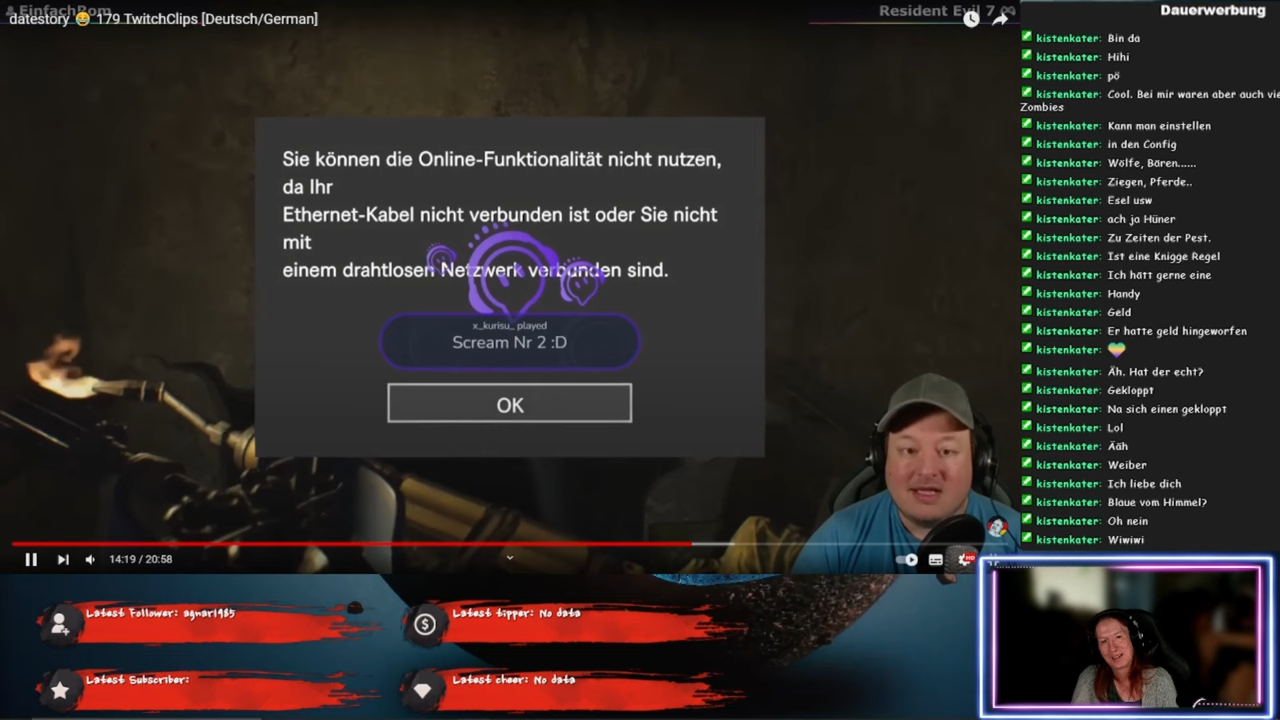 EinfachRom
datestory 😂 179 TwitchClips [Deutsch/German]
Resident Evil 7
Dauerwerbung
Sie können die Online-Funktionalität nicht nutzen,
da Ihr
Ethernet-Kabel nicht verbunden ist oder Sie nicht
mit
einem drahtlosen Netzwerk verbunden sind.
x_kurisu_ played
Scream Nr 2 :D
OK
14:19 / 20:58
HD
kistenkater: Bin da
kistenkater: Hihi
kistenkater: pö
kistenkater: Cool. Bei mir waren aber auch vie
Zombies
kistenkater: Kann man einstellen
kistenkater: in den Config
kistenkater: Wölfe, Bären......
kistenkater: Ziegen, Pferde..
kistenkater: Esel usw
kistenkater: ach ja Hüner
kistenkater: Zu Zeiten der Pest.
kistenkater: Ist eine Knigge Regel
kistenkater: Ich hätt gerne eine
kistenkater: Handy
kistenkater: Geld
kistenkater: Er hatte geld hingeworfen
kistenkater:
kistenkater: Äh. Hat der echt?
kistenkater: Gekloppt
kistenkater: Na sich einen gekloppt
kistenkater: Lol
kistenkater: Ääh
kistenkater: Weiber
kistenkater: Ich liebe dich
kistenkater: Blaue vom Himmel?
kistenkater: Oh nein
kistenkater: Wiwiwi
Latest Follower: agnar1985
Latest tipper: No data
Latest Subscriber:
Latest cheer: No data